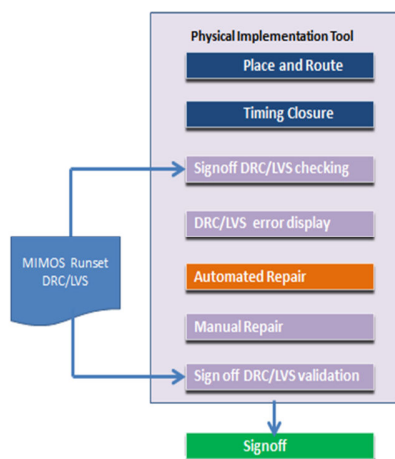 Physical Implementation Tool
Place and Route
Timing Closure
Signoff DRC/LVS checking
DRC/LVS error display
MIMOS Runset
DRC/LVS
Automated Repair
Manual Repair
Sign off DRC/LVS validation
Signoff